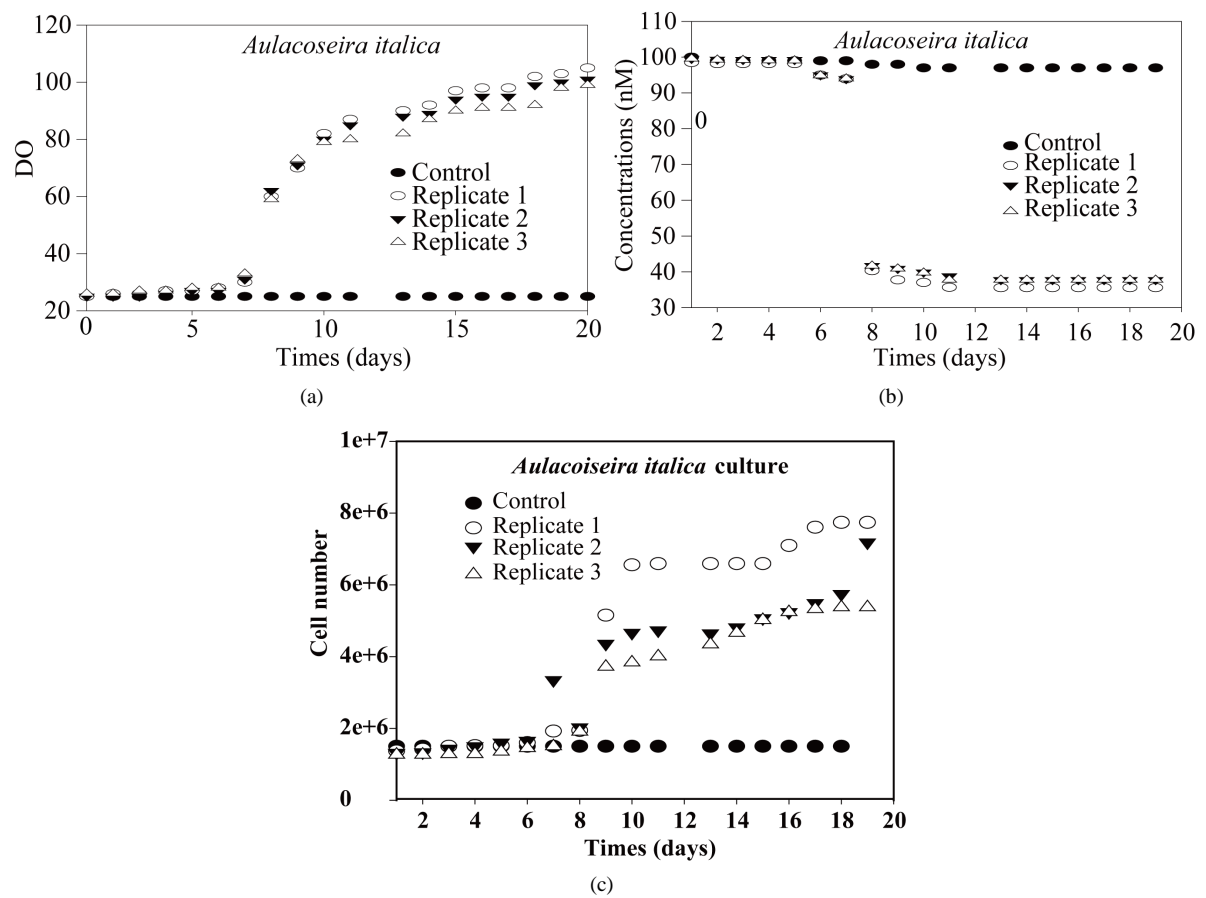 Aulacoseira italica
120
100
80
60
40
20
DO
Control
Replicate 1
Replicate 2
Replicate 3
0 5 10 15 20
Times (days)
(a)
Aulacoseira italica
110
100
90
80
70
60
50
40
30
0
Concentrations (nM)
Control
Replicate 1
Replicate 2
Replicate 3
2 4 6 8 10 12 14 16 18 20
Times (days)
(b)
Aulacoiseira italica culture
1e+7
8e+6
6e+6
4e+6
2e+6
0
Cell number
Control
Replicate 1
Replicate 2
Replicate 3
2 4 6 8 10 12 14 16 18 20
Times (days)
(c)